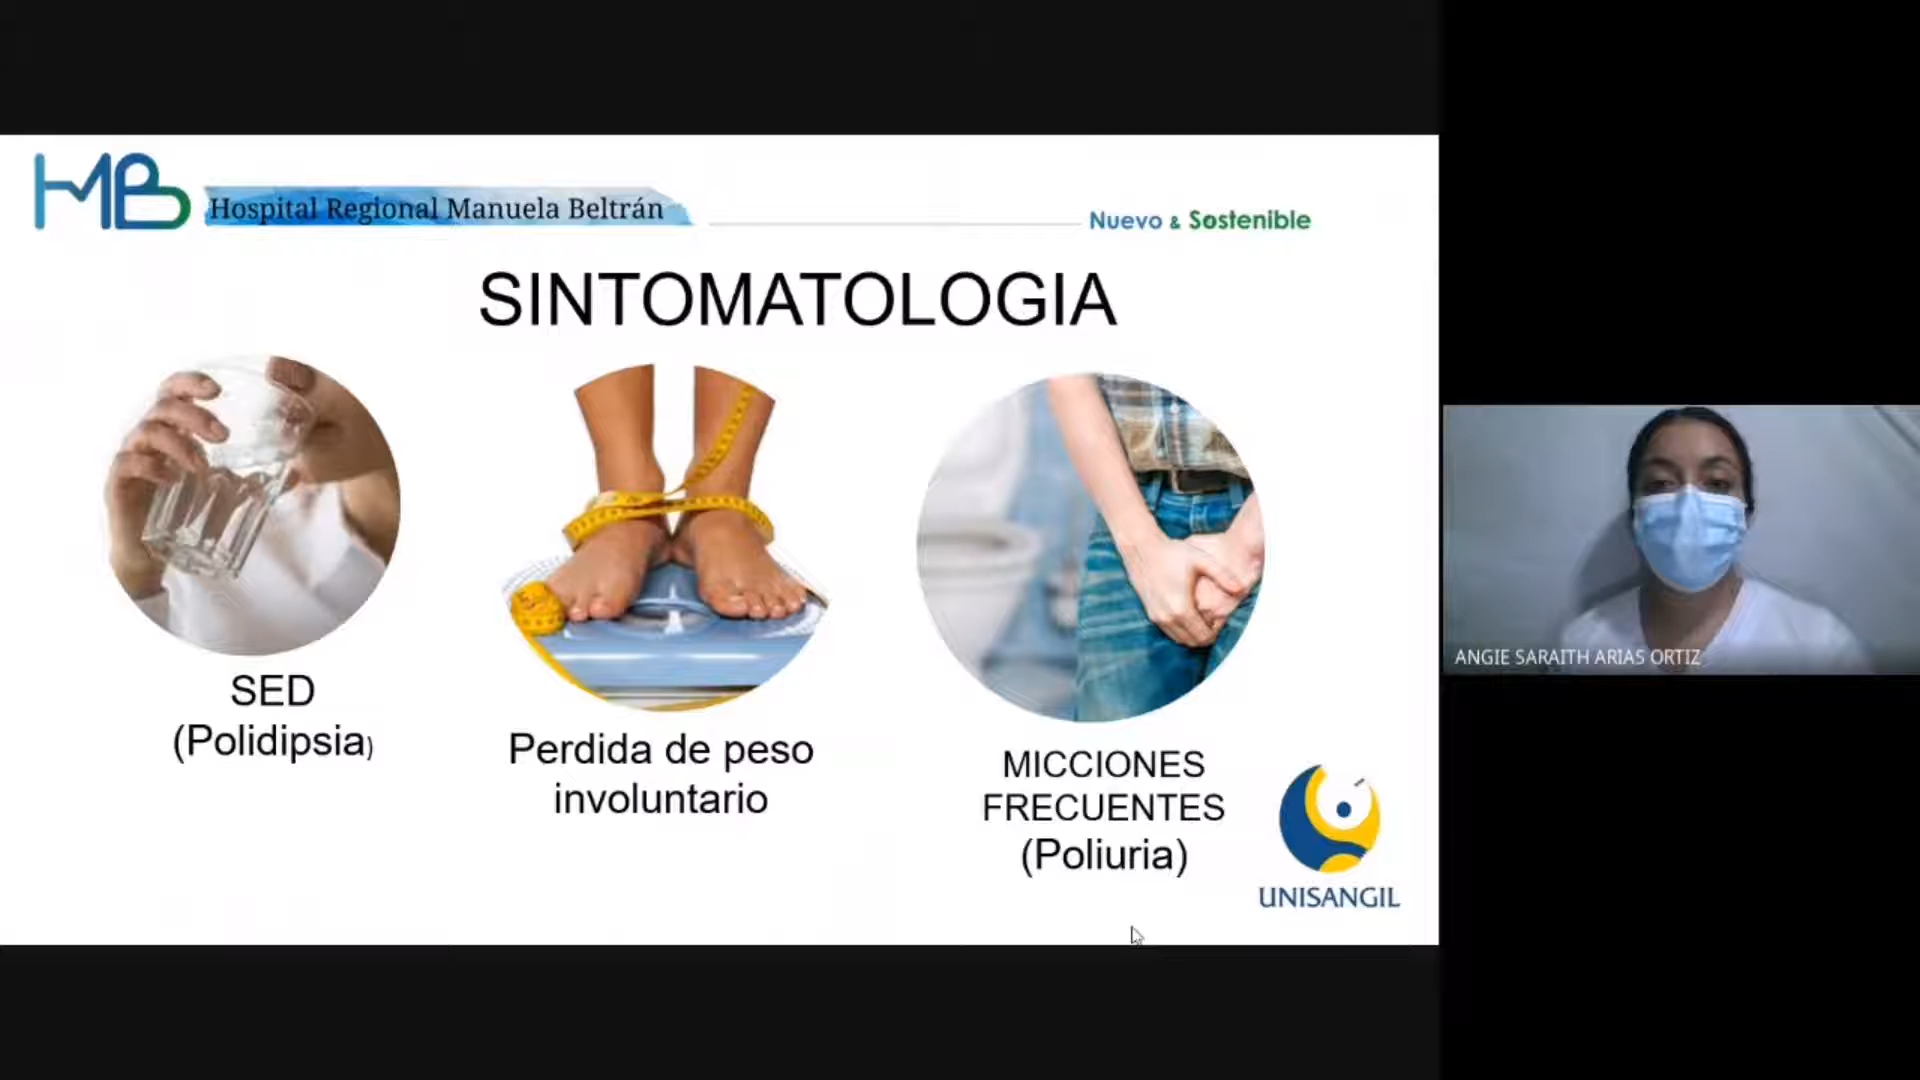 HMB
Hospital Regional Manuela Beltrán
Nuevo & Sostenible
SINTOMATOLOGIA
SED
(Polidipsia)
Perdida de peso
involuntario
MICCIONES
FRECUENTES
(Poliuria)
UNISANGIL
ANGIE SARAITH ARIAS ORTIZ